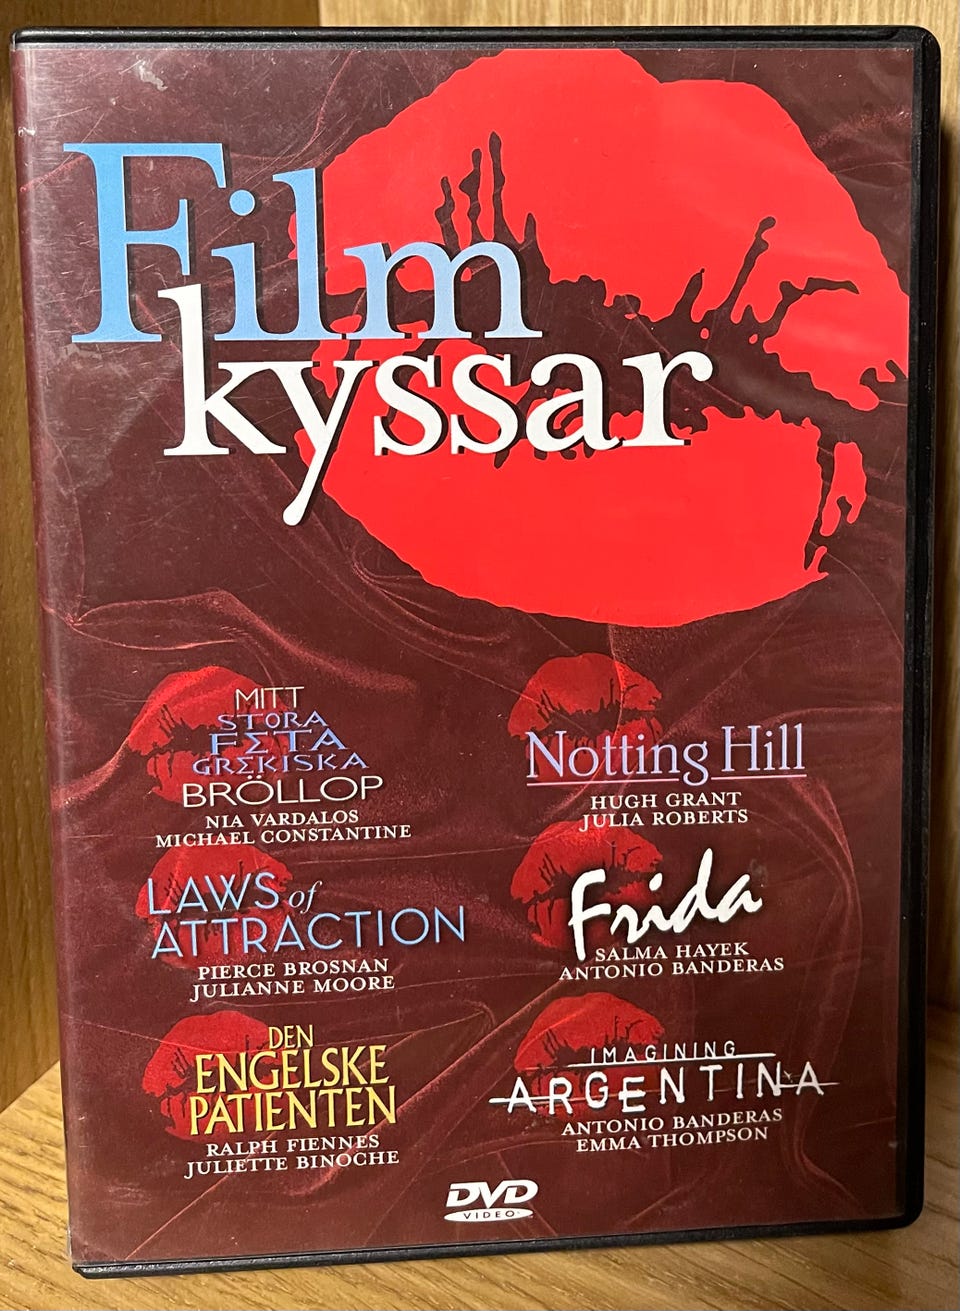 Film
kyssar
MITT
STORA
FETA
GREKISKA
BRÖLLOP
NIA VARDALOS
MICHAEL CONSTANTINE
Notting Hill
HUGH GRANT
JULIA ROBERTS
LAWS of
ATTRACTION
PIERCE BROSNAN
JULIANNE MOORE
Frida
SALMA HAYEK
ANTONIO BANDERAS
DEN
ENGELSKE
PATIENTEN
RALPH FIENNES
JULIETTE BINOCHE
IMAGINING
ARGENTINA
ANTONIO BANDERAS
EMMA THOMPSON
DVD
VIDEO